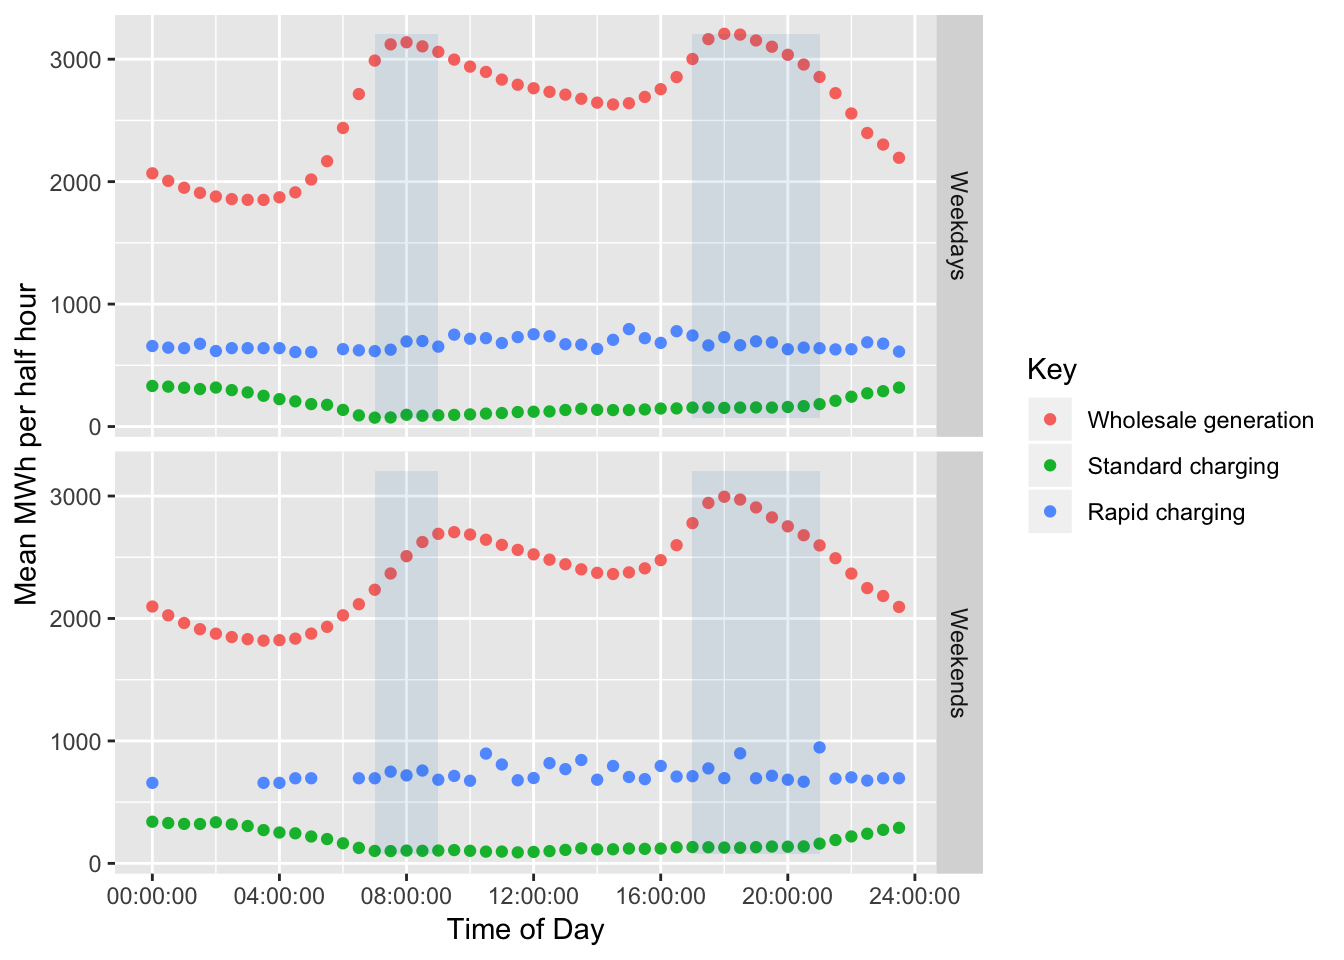 3000
2000
1000
0
Weekdays
3000
2000
1000
0
Weekends
Mean MWh per half hour
00:00:00 04:00:00 08:00:00 12:00:00 16:00:00 20:00:00 24:00:00
Time of Day
Key
Wholesale generation
Standard charging
Rapid charging